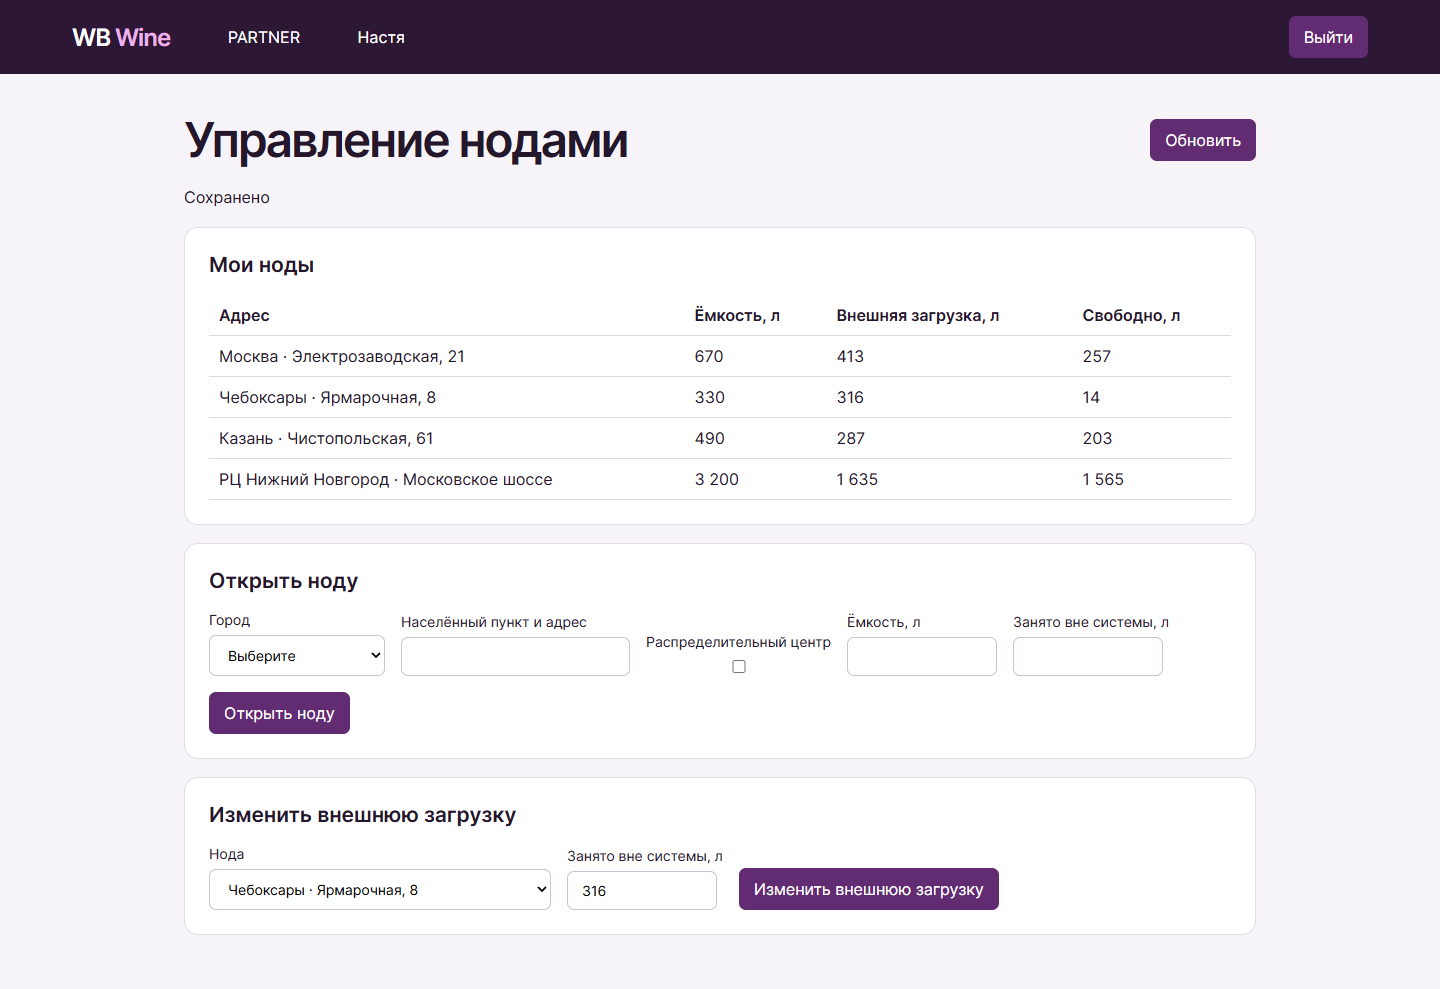 WB Wine PARTNER Настя Выйти
Управление нодами Обновить
Сохранено
Мои ноды
Адрес Ёмкость, л Внешняя загрузка, л Свободно, л
Москва · Электрозаводская, 21 670 413 257
Чебоксары · Ярмарочная, 8 330 316 14
Казань · Чистопольская, 61 490 287 203
РЦ Нижний Новгород · Московское шоссе 3 200 1 635 1 565
Открыть ноду
Город Населённый пункт и адрес Распределительный центр Ёмкость, л Занято вне системы, л
Выберите
Открыть ноду
Изменить внешнюю загрузку
Нода Занято вне системы, л
Чебоксары · Ярмарочная, 8 316 Изменить внешнюю загрузку